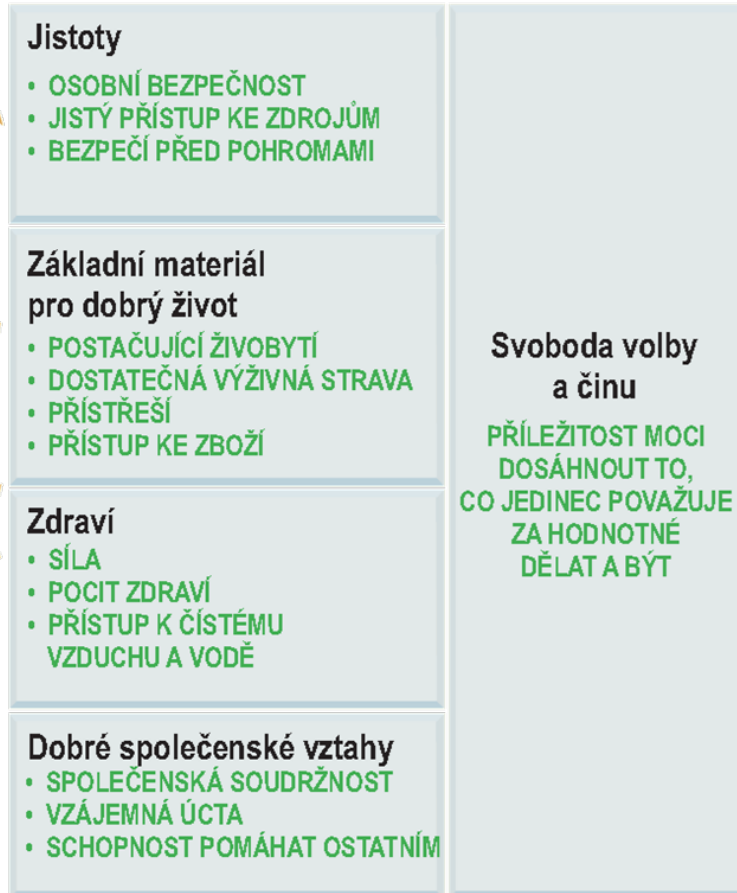 Jistoty
• OSOBNÍ BEZPEČNOST
• JISTÝ PŘÍSTUP KE ZDROJŮM
• BEZPEČÍ PŘED POHROMAMI
Základní materiál
pro dobrý život
• POSTAČUJÍCÍ ŽIVOBYTÍ
• DOSTATEČNÁ VÝŽIVNÁ STRAVA
• PŘÍSTŘEŠÍ
• PŘÍSTUP KE ZBOŽÍ
Zdraví
• SÍLA
• POCIT ZDRAVÍ
• PŘÍSTUP K ČÍSTÉMU
VZDUCHU A VODĚ
Dobré společenské vztahy
• SPOLEČENSKÁ SOUDRŽNOST
• VZÁJEMNÁ ÚCTA
• SCHOPNOST POMÁHAT OSTATNÍM
Svoboda volby
a činu
PŘÍLEŽITOST MOCI
DOSÁHNOUT TO,
CO JEDINEC POVAŽUJE
ZA HODNOTNÉ
DĚLAT A BÝT